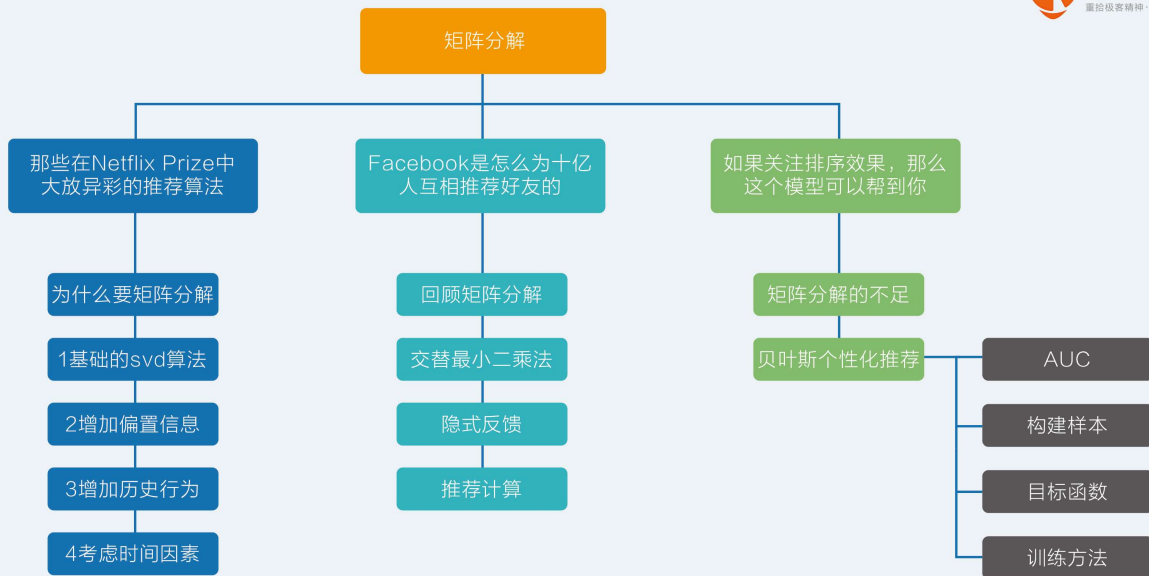 重拾极客精神·
矩阵分解
那些在Netflix Prize中
大放异彩的推荐算法
为什么要矩阵分解
1基础的svd算法
2增加偏置信息
3增加历史行为
4考虑时间因素
Facebook是怎么为十亿
人互相推荐好友的
回顾矩阵分解
交替最小二乘法
隐式反馈
推荐计算
如果关注排序效果，那么
这个模型可以帮到你
矩阵分解的不足
贝叶斯个性化推荐
AUC
构建样本
目标函数
训练方法